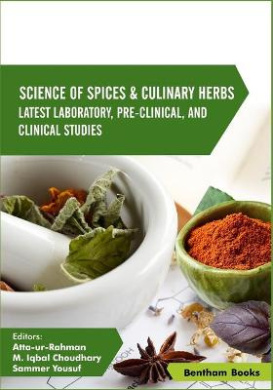 SCIENCE OF SPICES & CULINARY HERBS
LATEST LABORATORY, PRE-CLINICAL, AND
CLINICAL STUDIES
Editors:
Atta-ur-Rahman
M. Iqbal Choudhary
Sammer Yousuf
Bentham Books